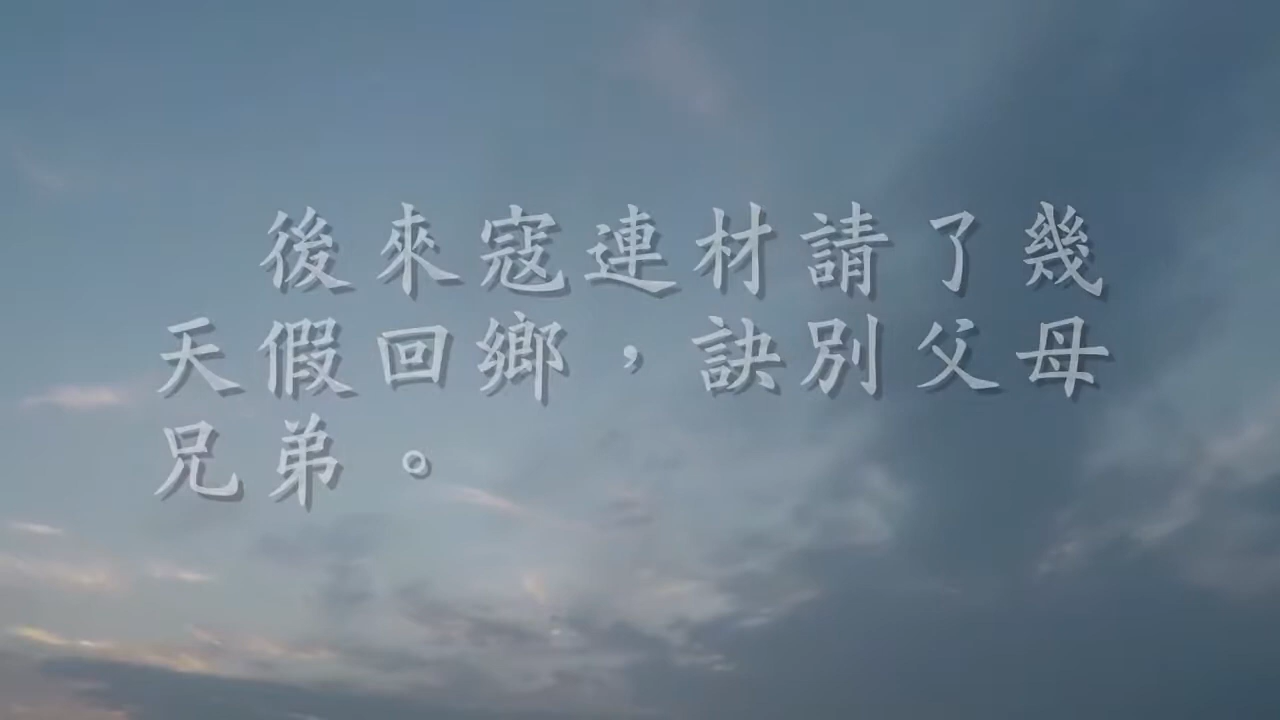 後來寇連材請了幾
天假回鄉，訣別父母
兄弟。